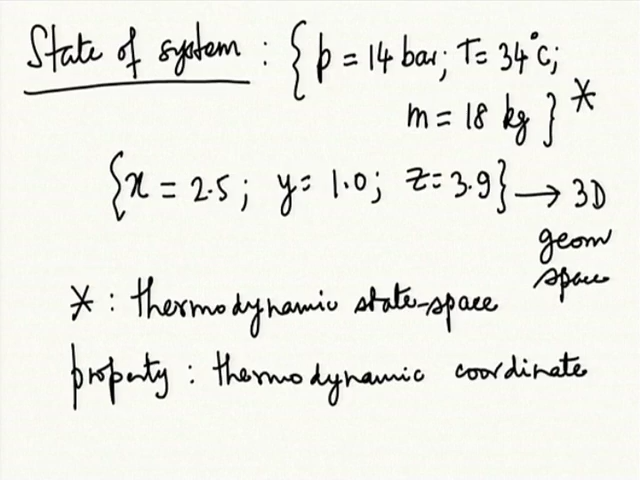 State of system : { p = 14 bar; T = 34°C;
m = 18 kg } *
{ x = 2.5; y = 1.0; z = 3.9 } → 3D
geom
space
* : thermodynamic state-space
property : thermodynamic coordinate